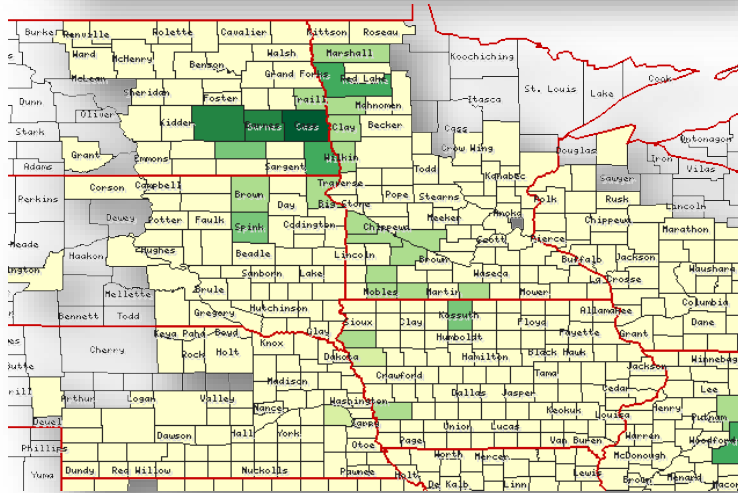 Burke Renville Rolette Cavalier Kittson Roseau
Ward McHenry Walsh Marshall Koochiching
Benson
McLean Grand Forks Red Lake St. Louis Lake Cook
Sheridan Itasca
Dunn Foster Traill Mahnomen
Oliver Kidder Barnes Cass Clay Becker Cass
Stark Crow Wing Douglas Ontonagon
Grant Emmons Wilkin Iron
Adams Sargent Todd Kanabec Vilas
Corson Campbell Traverse Sawyer
Perkins Brown Pope Stearns Polk Rusk
Day Big Stone Anoka Lincoln
Dewey Potter Faulk Spink Codington Chippewa Meeker Chippewa
Marathon
Meade Hughes Beadle Lincoln Brown Scott Pierce
Haakon Buffalo Jackson
Sanborn Lake Waseca Waushara
Mellette Brule Nobles Martin Mower La Crosse
Bennett Todd Gregory Hutchinson Kossuth Allamakee Columbia
Clay Sioux Clay Floyd Dane
Keya Paha Boyd Knox Humboldt Fayette Grant
Cherry Rock Holt Dakota Hamilton Black Hawk Winnebag
Madison Crawford Tama Jackson
Arthur Logan Valley Dallas Jasper Cedar Lee
Nance Washington Keokuk Louisa Henry Putnam
Deuel Dawson Hall York Sarpy Union Lucas Warren
Phillips Otoe Page Van Buren Woodford
Worth Mercer McDonough
Yuma Dundy Red Willow Nuckolls Pawnee Holt Lewis Menard
De Kalb Linn Brown Macon